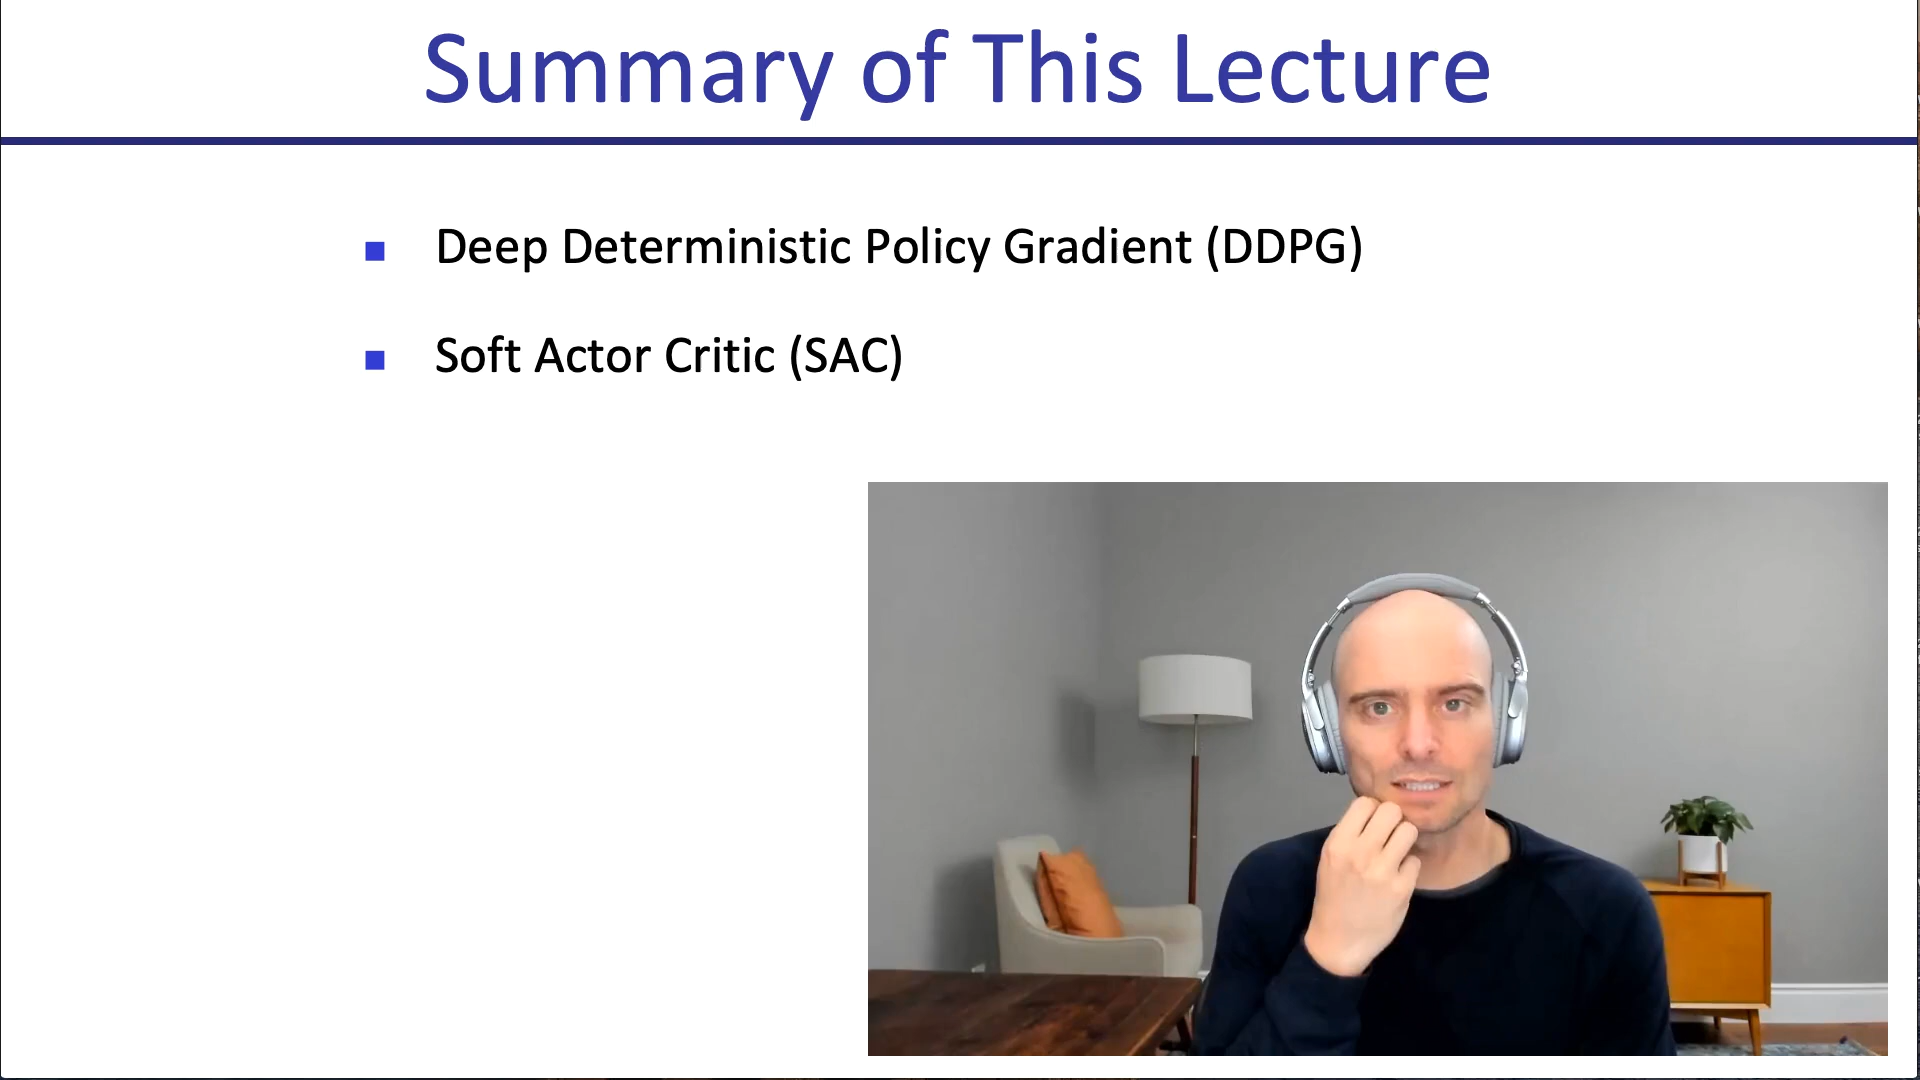 Summary of This Lecture
Deep Deterministic Policy Gradient (DDPG)
Soft Actor Critic (SAC)